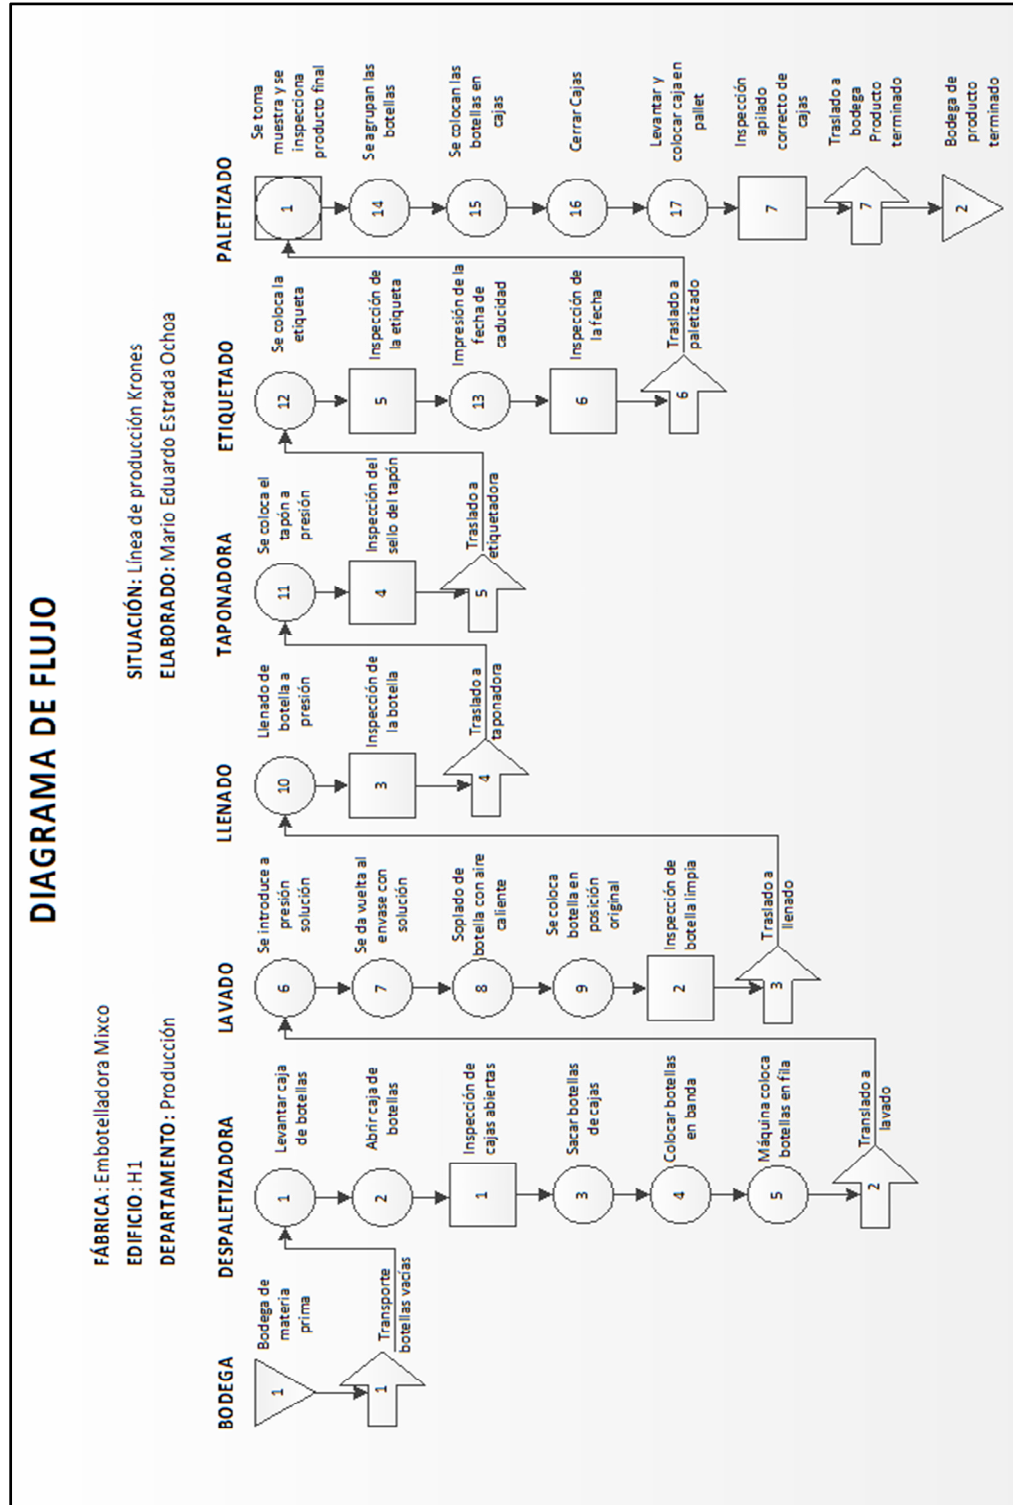 DIAGRAMA DE FLUJO
FÁBRICA: Embotelladora Mixco
EDIFICIO: H1
DEPARTAMENTO: Producción
SITUACIÓN: Línea de producción Krones
ELABORADO: Mario Eduardo Estrada Ochoa
BODEGA
1
Bodega de
materia
prima
1
Transporte
botellas vacías
DESPALETIZADORA
1
Levantar caja
de botellas
2
Abrir caja de
botellas
1
Inspección de
cajas abiertas
3
Sacar botellas
de cajas
4
Colocar botellas
en banda
5
Máquina coloca
botellas en fila
2
Translado a
lavado
LAVADO
6
Se introduce a
presión
solución
7
Se da vuelta al
envase con
solución
8
Soplado de
botella con aire
caliente
9
Se coloca
botella en
posición
original
2
Inspección de
botella limpia
3
Traslado a
llenado
LLENADO
10
Llenado de
botella a
presión
3
Inspección de
la botella
4
Traslado a
taponadora
TAPONADORA
11
Se coloca el
tapón a
presión
4
Inspección del
sello del tapón
5
Traslado a
etiquetadora
ETIQUETADO
12
Se coloca la
etiqueta
5
Inspección de
la etiqueta
13
Impresión de la
fecha de
caducidad
6
Inspección de
la fecha
6
Traslado a
paletizado
PALETIZADO
1
Se toma
muestra y se
inspecciona
producto final
14
Se agrupan las
botellas
15
Se colocan las
botellas en
cajas
16
Cerrar Cajas
17
Levantar y
colocar caja en
pallet
7
Inspección
apilado
correcto de
cajas
7
Traslado a
bodega
Producto
terminado
2
Bodega de
producto
terminado